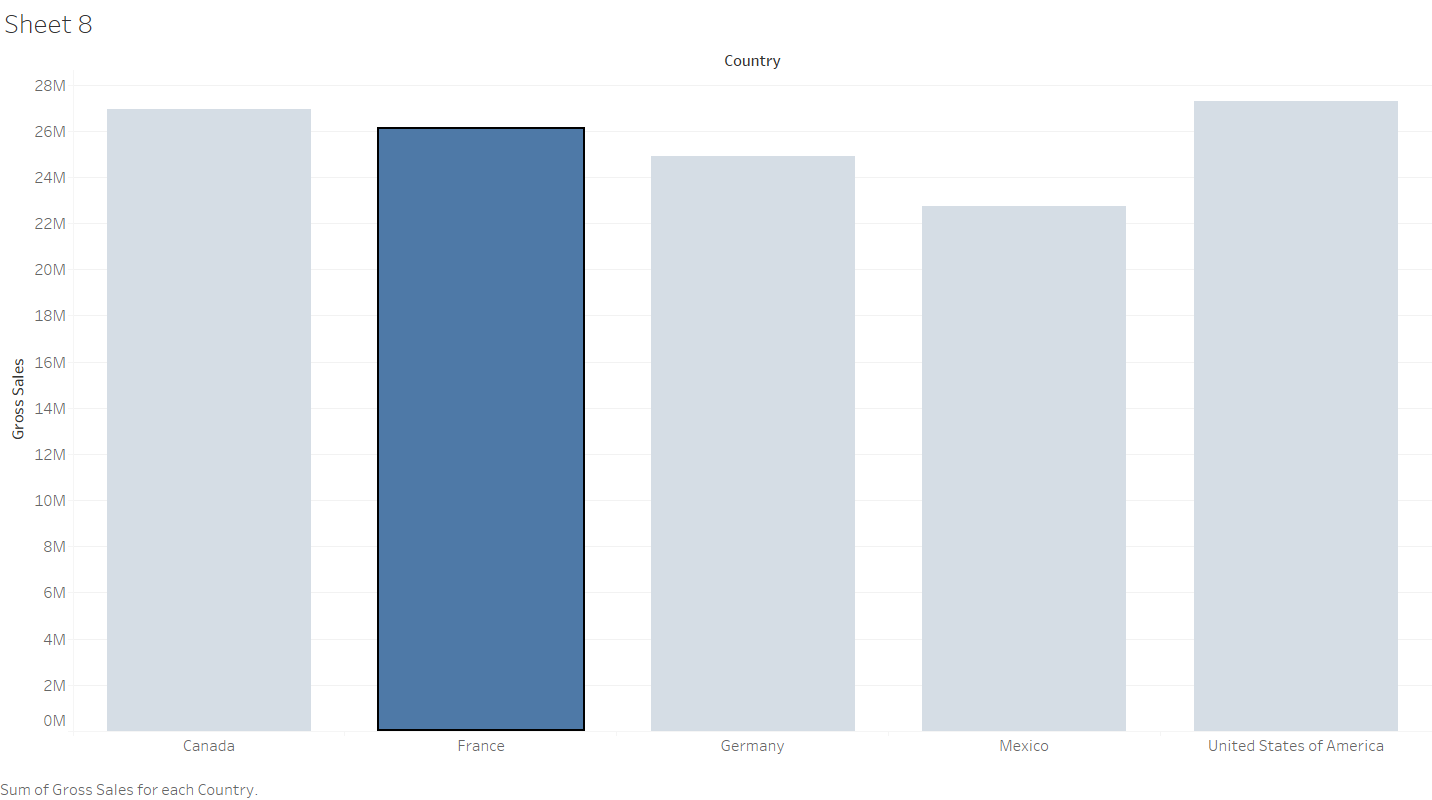 Sheet 8
Country
Gross Sales
28M
26M
24M
22M
20M
18M
16M
14M
12M
10M
8M
6M
4M
2M
0M
Canada
France
Germany
Mexico
United States of America
Sum of Gross Sales for each Country.